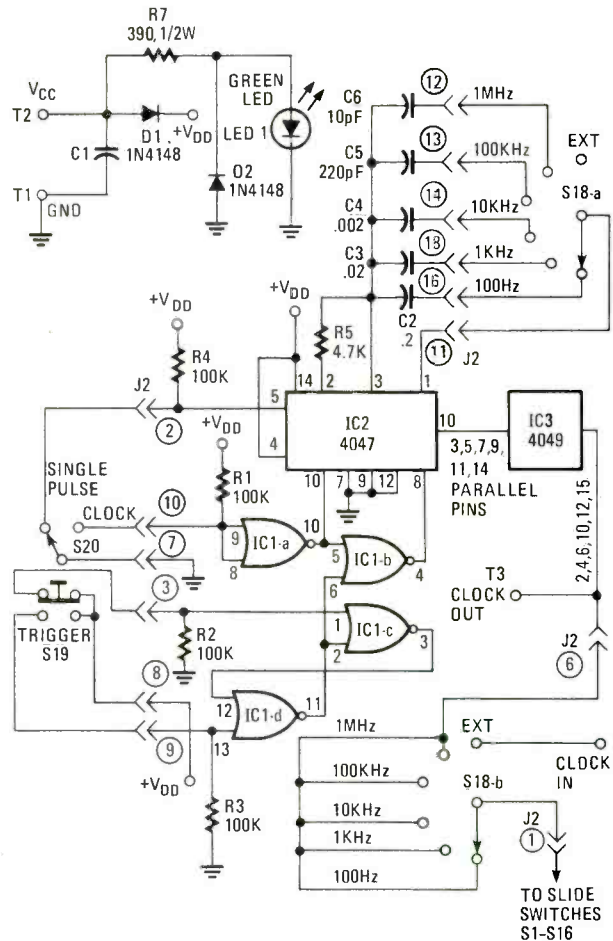 R7
390, 1/2W
VCC
T2
D1
1N4148
+VDD
C1
T1
GND
GREEN
LED
LED 1
D2
1N4148
C6
10pF
12
1MHz
C5
220pF
13
100KHz
C4
.002
14
10KHz
C3
.02
18
1KHz
16
100Hz
C2
.2
11
J2
EXT
S18-a
+VDD
R4
100K
+VDD
R5
4.7K
14
2
3
1
J2
2
5
4
IC2
4047
10
3,5,7,9,
11,14
PARALLEL
PINS
IC3
4049
2,4,6,10,12,15
10
7
9
12
8
+VDD
R1
100K
SINGLE
PULSE
CLOCK
10
S20
7
9
8
IC1-a
10
5
6
IC1-b
4
3
TRIGGER
S19
R2
100K
1
2
IC1-c
3
8
9
+VDD
12
13
IC1-d
11
R3
100K
T3
CLOCK
OUT
J2
6
1MHz
100KHz
10KHz
1KHz
100Hz
EXT
CLOCK
IN
S18-b
J2
1
TO SLIDE
SWITCHES
S1-S16